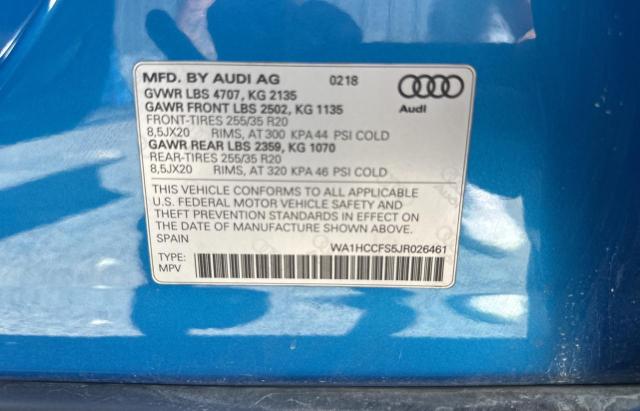 MFD. BY AUDI AG 0218
GVWR LBS 4707, KG 2135
GAWR FRONT LBS 2502, KG 1135
FRONT-TIRES 255/35 R20
8,5JX20 RIMS, AT 300 KPA 44 PSI COLD
GAWR REAR LBS 2359, KG 1070
REAR-TIRES 255/35 R20
8,5JX20 RIMS, AT 320 KPA 46 PSI COLD
Audi
THIS VEHICLE CONFORMS TO ALL APPLICABLE
U.S. FEDERAL MOTOR VEHICLE SAFETY AND
THEFT PREVENTION STANDARDS IN EFFECT ON
THE DATE OF MANUFACTURE SHOWN ABOVE.
SPAIN WA1HCCFS5JR026461
TYPE:
MPV